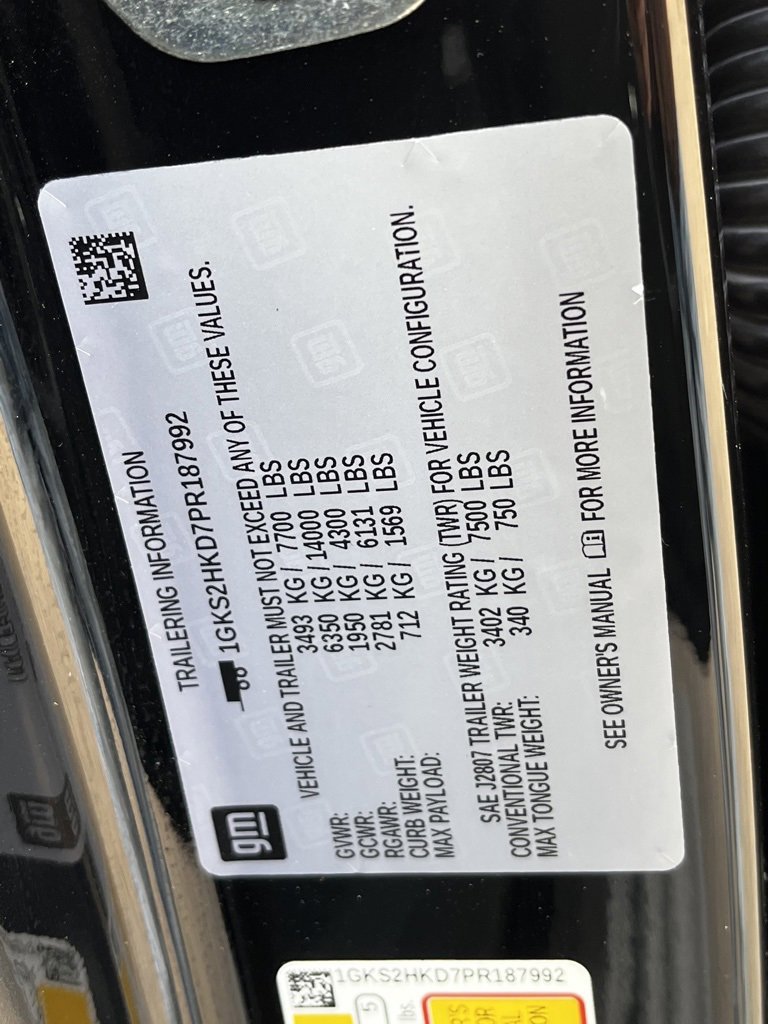 gm
TRAILERING INFORMATION
1GKS2HKD7PR187992
VEHICLE AND TRAILER MUST NOT EXCEED ANY OF THESE VALUES.
GVWR: 3493 KG / 7700 LBS
GCWR: 6350 KG / 14000 LBS
RGAWR: 1950 KG / 4300 LBS
CURB WEIGHT: 2781 KG / 6131 LBS
MAX PAYLOAD: 712 KG / 1569 LBS
SAE J2807 TRAILER WEIGHT RATING (TWR) FOR VEHICLE CONFIGURATION.
CONVENTIONAL TWR: 3402 KG / 7500 LBS
MAX TONGUE WEIGHT: 340 KG / 750 LBS
SEE OWNER'S MANUAL FOR MORE INFORMATION
1GKS2HKD7PR187992
5
lbs.